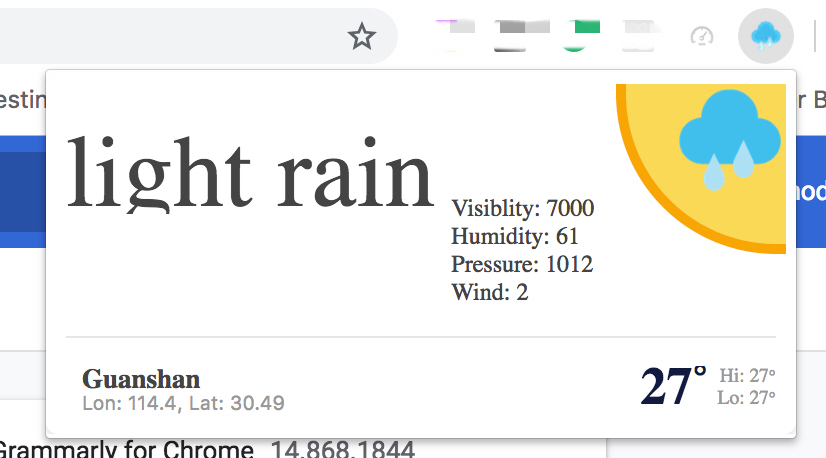 estin
r B
nod
light rain
Visiblity: 7000
Humidity: 61
Pressure: 1012
Wind: 2
Guanshan
Lon: 114.4, Lat: 30.49
27°
Hi: 27°
Lo: 27°
Grammarly for Chrome 14.868.1844